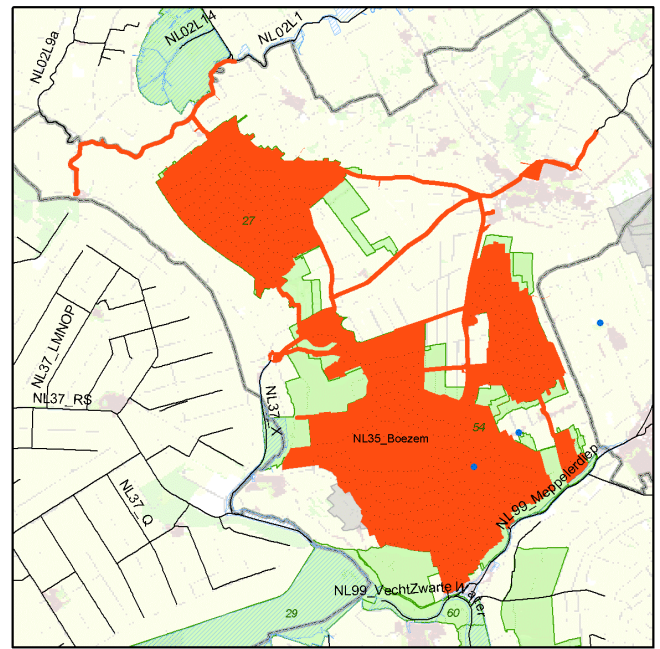 NL02L9a
NL02L14
NL02L1
27
NL37_LMNOP
NL37_RS
NL37_X
NL35_Boezem
54
NL37_Q
NL99_Meppelerdiep
NL99_VechtZwarte Water
29
60